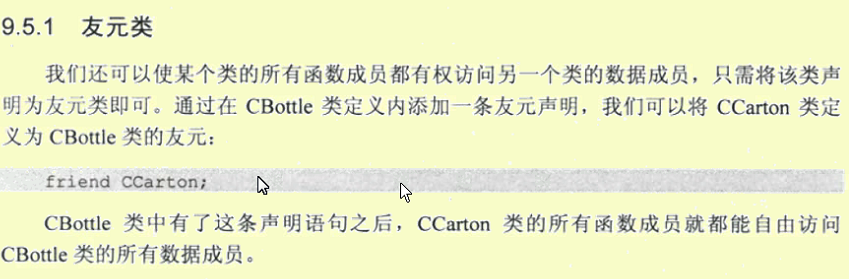 9.5.1 友元类
我们还可以使某个类的所有函数成员都有权访问另一个类的数据成员，只需将该类声
明为友元类即可。通过在 CBottle 类定义内添加一条友元声明，我们可以将 CCarton 类定
义为 CBottle 类的友元：
friend CCarton;
CBottle 类中有了这条声明语句之后，CCarton 类的所有函数成员就都能自由访问
CBottle 类的所有数据成员。